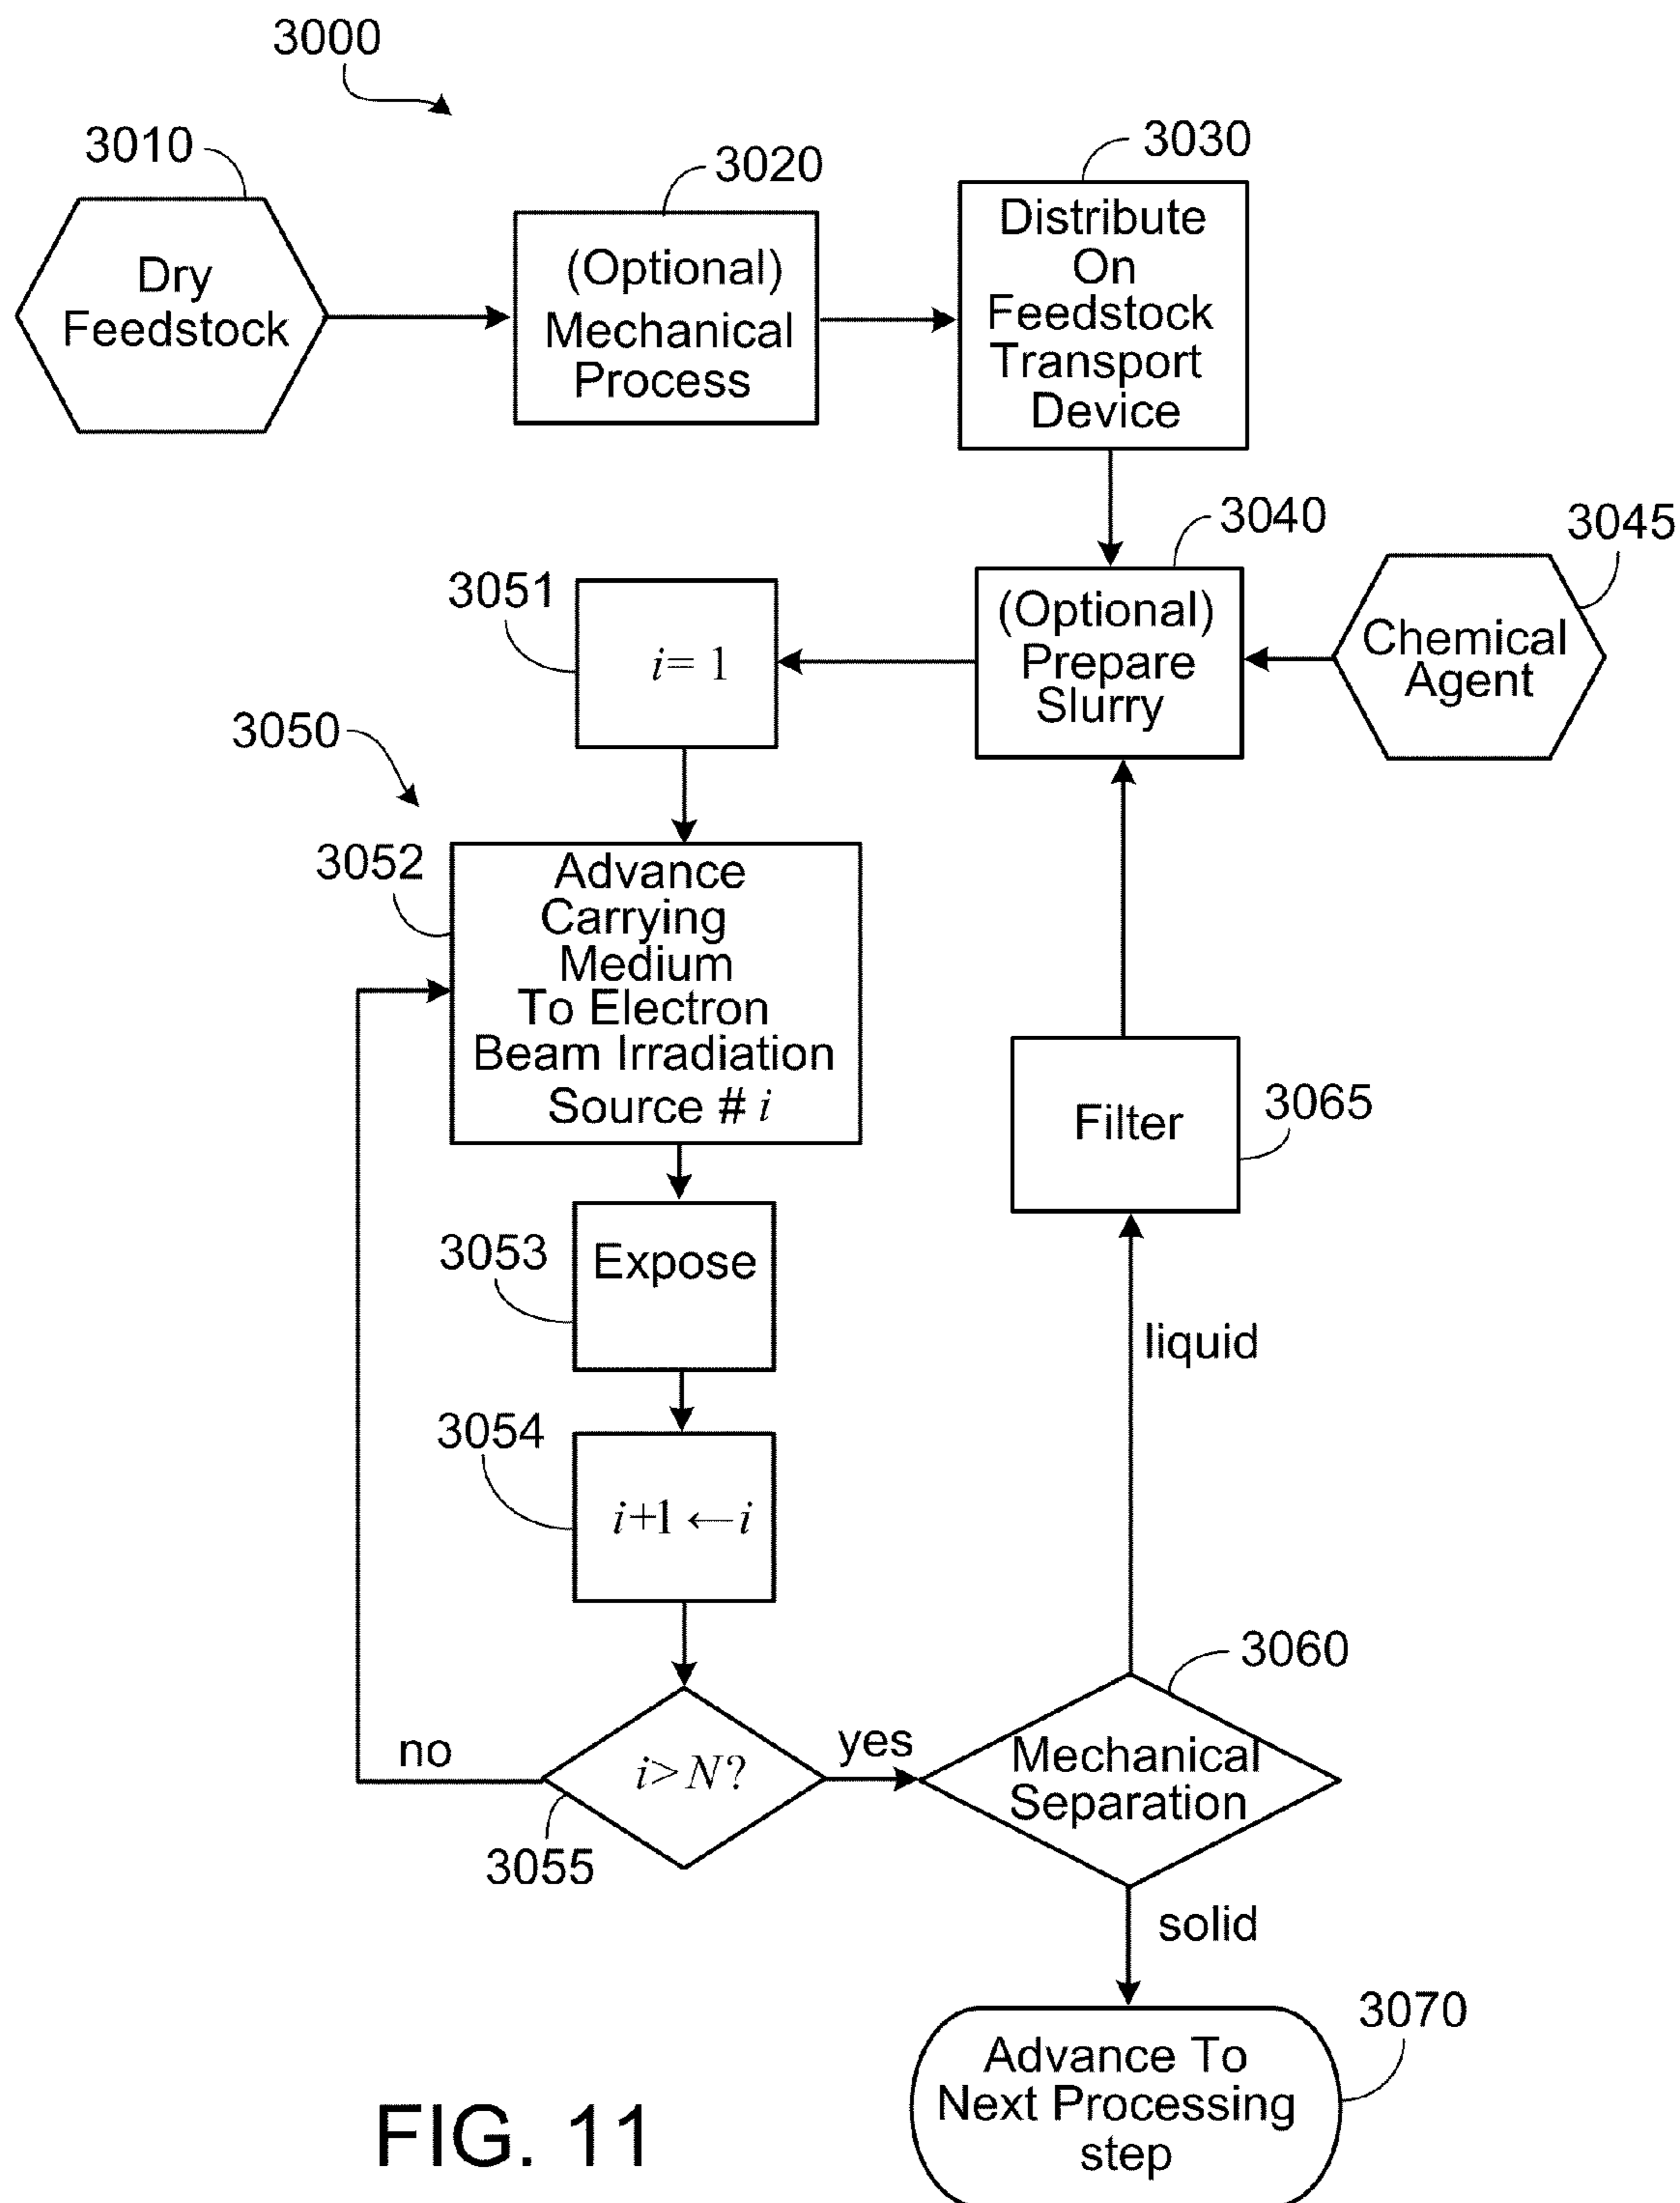 3000
3010
Dry
Feedstock
3020
(Optional)
Mechanical
Process
3030
Distribute
On
Feedstock
Transport
Device
3040
(Optional)
Prepare
Slurry
3045
Chemical
Agent
3051
i= 1
3050
3052
Advance
Carrying
Medium
To Electron
Beam Irradiation
Source # i
Filter
3065
3053
Expose
liquid
3054
i+1 ←i
3060
no
i>N?
yes
3055
Mechanical
Separation
solid
3070
Advance To
Next Processing
step
FIG. 11